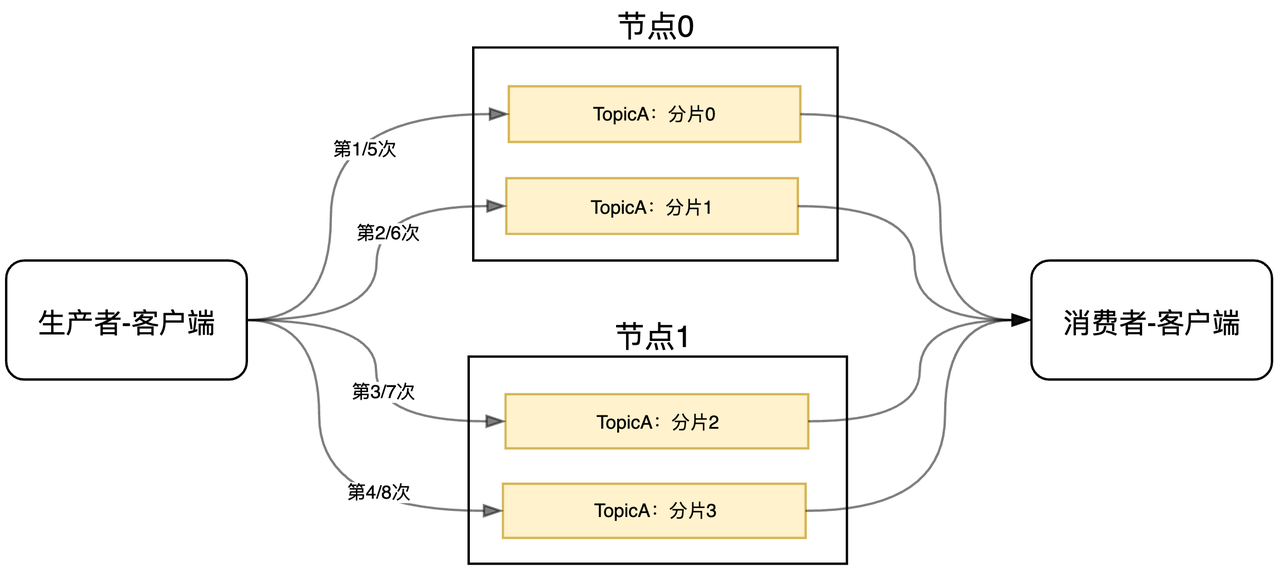 节点0
TopicA：分片0
第1/5次
TopicA：分片1
第2/6次
生产者-客户端
消费者-客户端
节点1
第3/7次
TopicA：分片2
第4/8次
TopicA：分片3